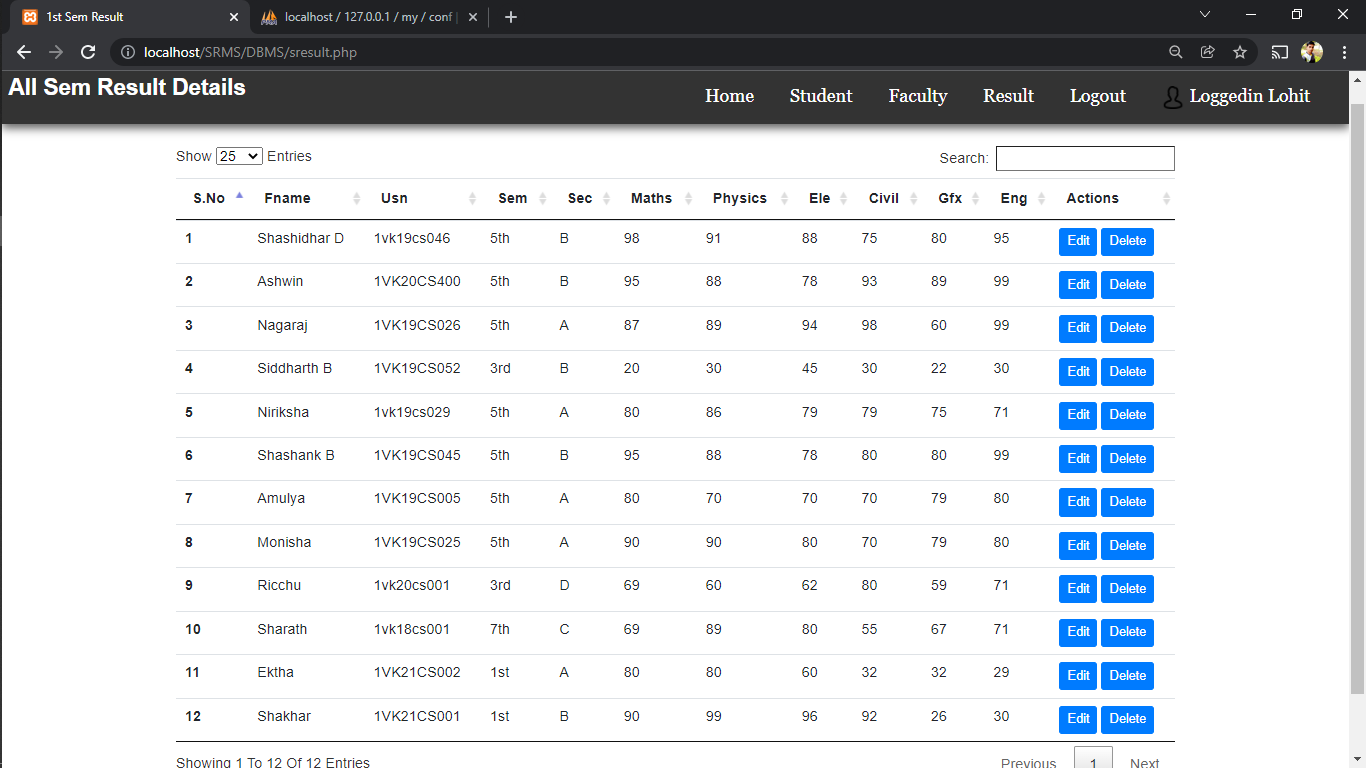 1st Sem Result localhost / 127.0.0.1 / my / conf
localhost/SRMS/DBMS/sresult.php
All Sem Result Details Home Student Faculty Result Logout Loggedin Lohit
Show 25 Entries Search:
S.No Fname Usn Sem Sec Maths Physics Ele Civil Gfx Eng Actions
1 Shashidhar D 1vk19cs046 5th B 98 91 88 75 80 95 Edit Delete
2 Ashwin 1VK20CS400 5th B 95 88 78 93 89 99 Edit Delete
3 Nagaraj 1VK19CS026 5th A 87 89 94 98 60 99 Edit Delete
4 Siddharth B 1VK19CS052 3rd B 20 30 45 30 22 30 Edit Delete
5 Niriksha 1vk19cs029 5th A 80 86 79 79 75 71 Edit Delete
6 Shashank B 1VK19CS045 5th B 95 88 78 80 80 99 Edit Delete
7 Amulya 1VK19CS005 5th A 80 70 70 70 79 80 Edit Delete
8 Monisha 1VK19CS025 5th A 90 90 80 70 79 80 Edit Delete
9 Ricchu 1vk20cs001 3rd D 69 60 62 80 59 71 Edit Delete
10 Sharath 1vk18cs001 7th C 69 89 80 55 67 71 Edit Delete
11 Ektha 1VK21CS002 1st A 80 80 60 32 32 29 Edit Delete
12 Shakhar 1VK21CS001 1st B 90 99 96 92 26 30 Edit Delete
Showing 1 To 12 Of 12 Entries Previous 1 Next